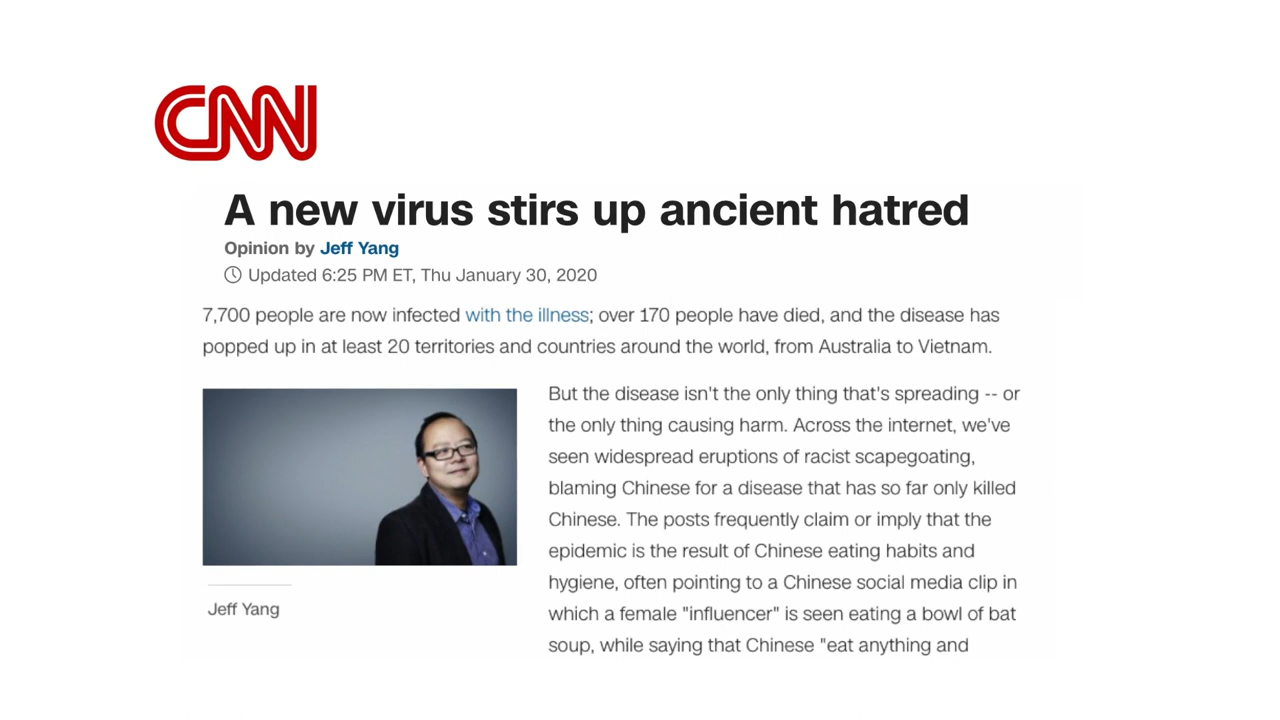 CNN
A new virus stirs up ancient hatred
Opinion by Jeff Yang
Updated 6:25 PM ET, Thu January 30, 2020
7,700 people are now infected with the illness; over 170 people have died, and the disease has
popped up in at least 20 territories and countries around the world, from Australia to Vietnam.
But the disease isn't the only thing that's spreading -- or
the only thing causing harm. Across the internet, we've
seen widespread eruptions of racist scapegoating,
blaming Chinese for a disease that has so far only killed
Chinese. The posts frequently claim or imply that the
epidemic is the result of Chinese eating habits and
hygiene, often pointing to a Chinese social media clip in
which a female "influencer" is seen eating a bowl of bat
soup, while saying that Chinese "eat anything and
Jeff Yang